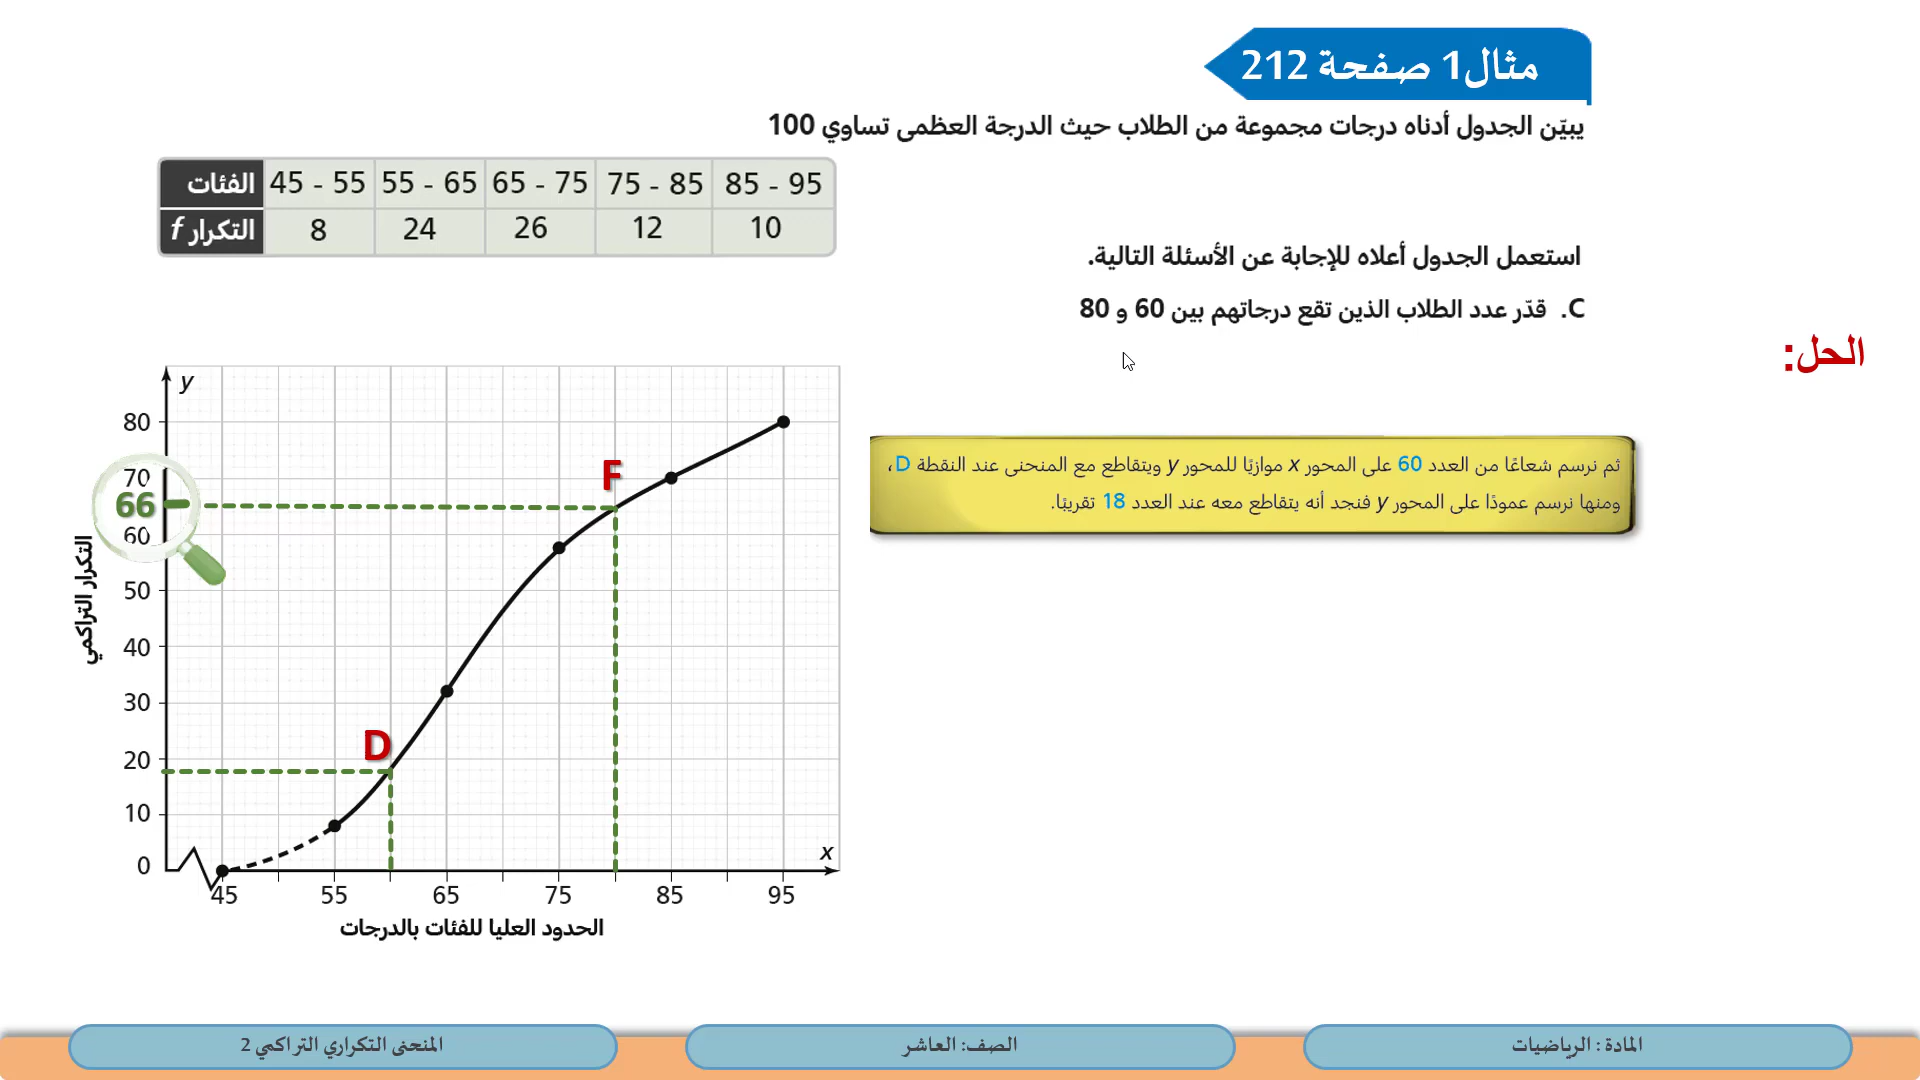 مثال1 صفحة 212
يبيّن الجدول أدناه درجات مجموعة من الطلاب حيث الدرجة العظمى تساوي 100
الفئات 45 - 55 55 - 65 65 - 75 75 - 85 85 - 95
التكرار f 8 24 26 12 10
استعمل الجدول أعلاه للإجابة عن الأسئلة التالية.
C. قدّر عدد الطلاب الذين تقع درجاتهم بين 60 و 80
الحل:
ثم نرسم شعاعًا من العدد 60 على المحور x موازيًا للمحور y ويتقاطع مع المنحنى عند النقطة D،
ومنها نرسم عمودًا على المحور y فنجد أنه يتقاطع معه عند العدد 18 تقريبًا.
y
80
70
66
60
50
40
30
20
10
0
F
D
x
45 55 65 75 85 95
التكرار التراكمي
الحدود العليا للفئات بالدرجات
المادة : الرياضيات
الصف: العاشر
المنحنى التكراري التراكمي 2